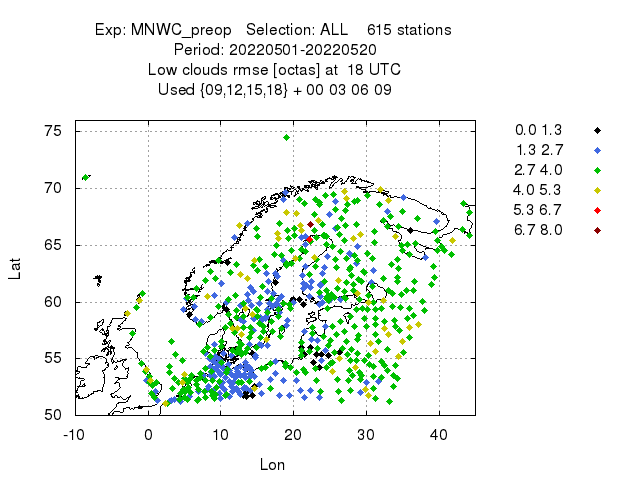 Exp: MNWC_preop   Selection: ALL    615 stations
Period: 20220501-20220520
Low clouds rmse [octas] at  18 UTC
Used {09,12,15,18} + 00 03 06 09
0.0 1.3
1.3 2.7
2.7 4.0
4.0 5.3
5.3 6.7
6.7 8.0
75
70
65
60
55
50
Lat
-10 0 10 20 30 40
Lon